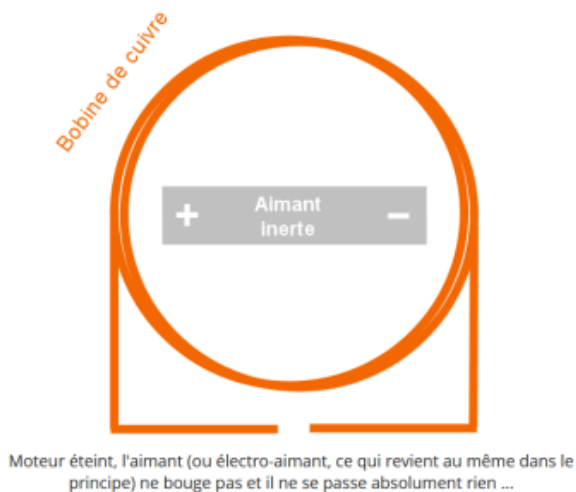 Bobine de cuivre
+
Aimant
inerte
−
Moteur éteint, l'aimant (ou électro-aimant, ce qui revient au même dans le
principe) ne bouge pas et il ne se passe absolument rien ...